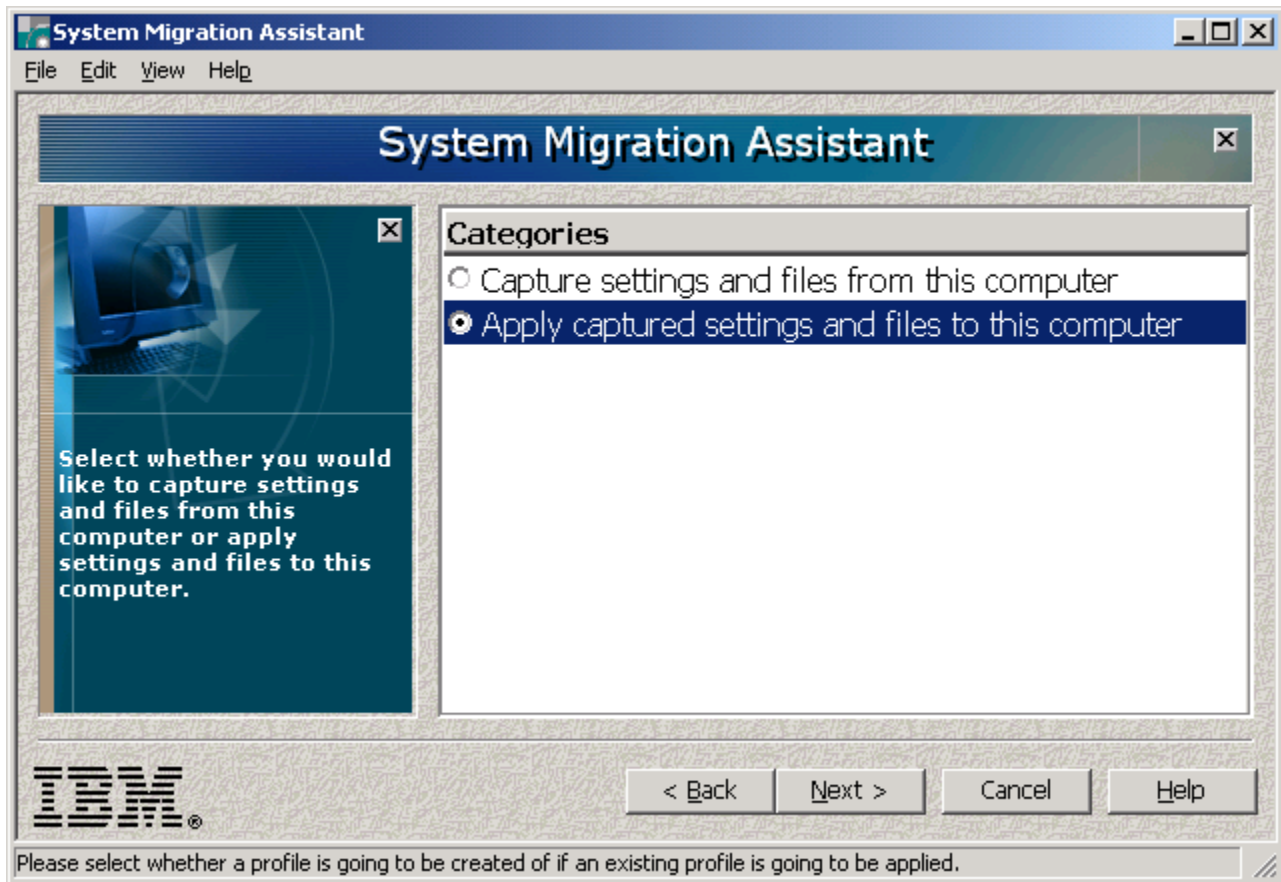 System Migration Assistant
File Edit View Help
System Migration Assistant
Select whether you would
like to capture settings
and files from this
computer or apply
settings and files to this
computer.
Categories
Capture settings and files from this computer
Apply captured settings and files to this computer
IBM®
< Back Next > Cancel Help
Please select whether a profile is going to be created of if an existing profile is going to be applied.